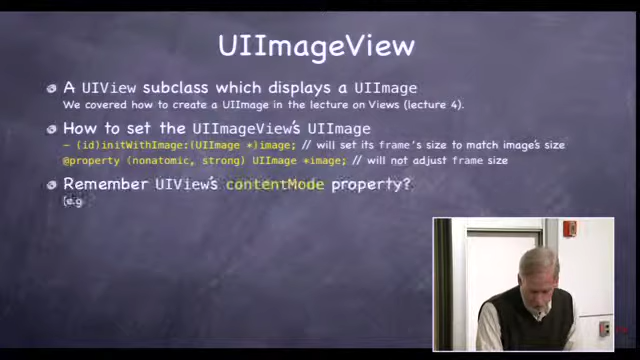 UIImageView
A UIView subclass which displays a UIImage
We covered how to create a UIImage in the lecture on Views (lecture 4).
How to set the UIImageView's UIImage
- (id)initWithImage:(UIImage *)image; // will set its frame's size to match image's size
@property (nonatomic, strong) UIImage *image; // will not adjust frame size
Remember UIView's contentMode property?
(e.g